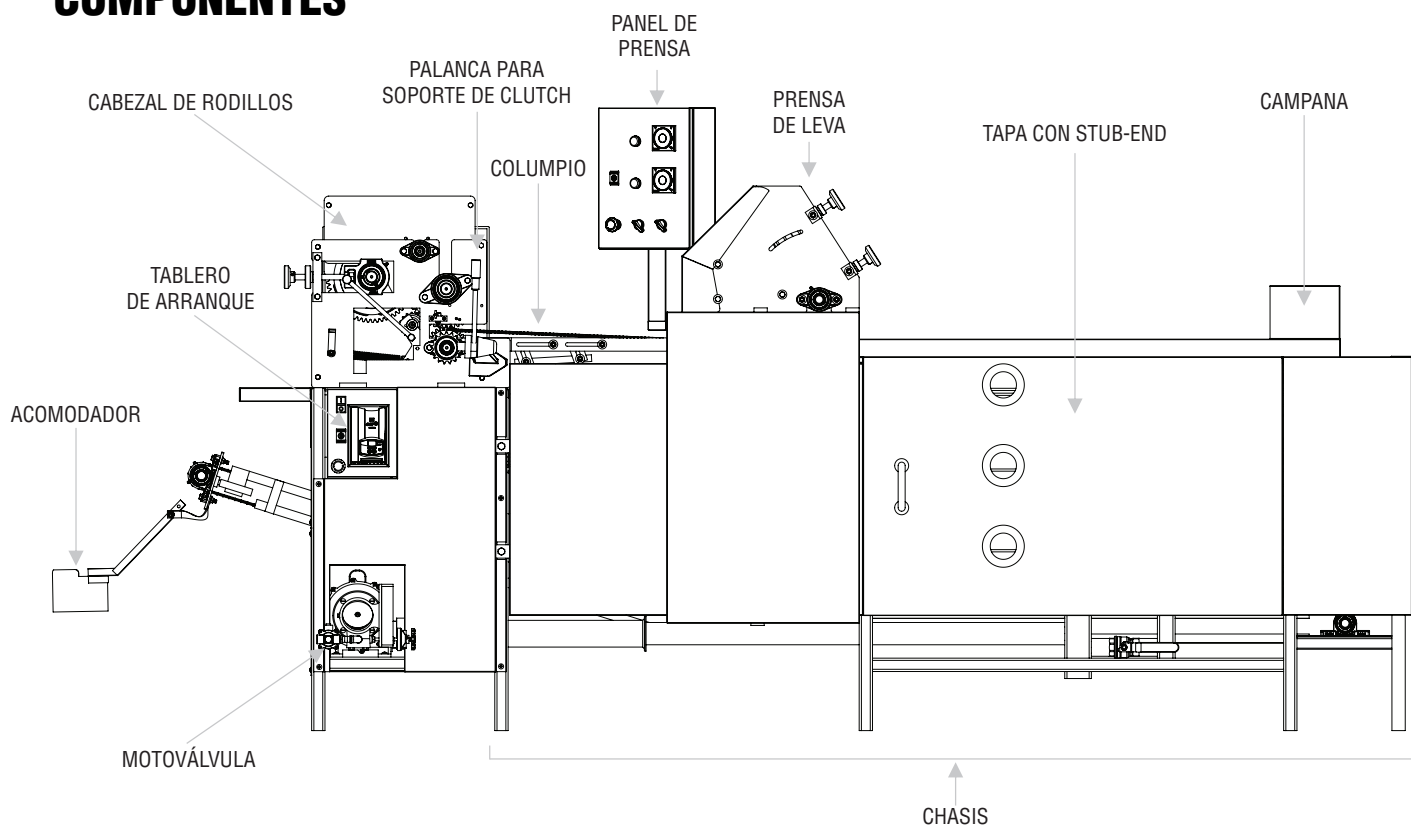 COMPONENTES
PANEL DE
PRENSA
PALANCA PARA
SOPORTE DE CLUTCH
CABEZAL DE RODILLOS
PRENSA
DE LEVA
CAMPANA
TAPA CON STUB-END
COLUMPIO
TABLERO
DE ARRANQUE
ACOMODADOR
MOTOVÁLVULA
CHASIS